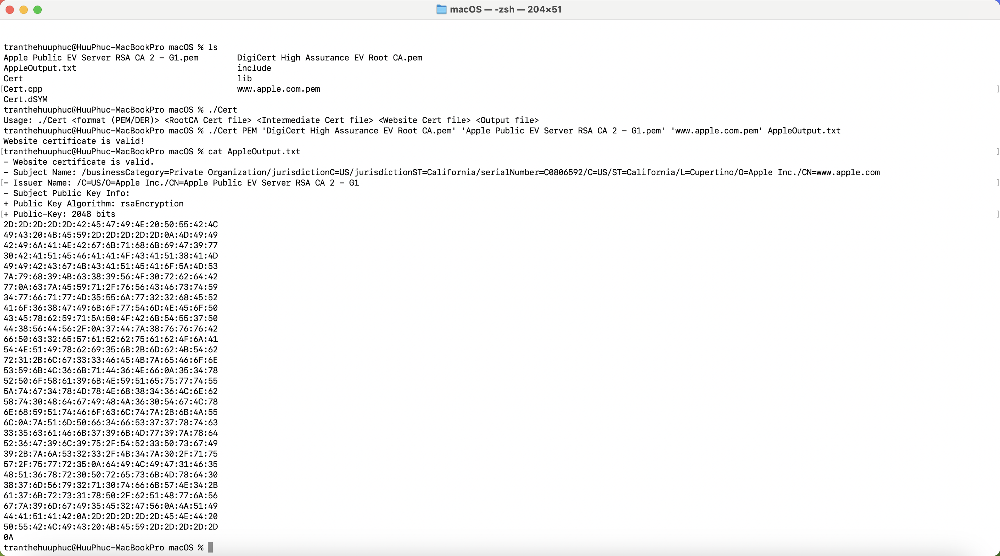 macOS — -zsh — 204×51
tranthehuuphuc@HuuPhuc-MacBookPro macOS % ls
Apple Public EV Server RSA CA 2 - G1.pem        DigiCert High Assurance EV Root CA.pem
AppleOutput.txt                                 include
Cert                                            lib
[Cert.cpp                                        www.apple.com.pem ]
Cert.dSYM
tranthehuuphuc@HuuPhuc-MacBookPro macOS % ./Cert
Usage: ./Cert <format (PEM/DER)> <RootCA Cert file> <Intermediate Cert file> <Website Cert file> <Output file>
tranthehuuphuc@HuuPhuc-MacBookPro macOS % ./Cert PEM 'DigiCert High Assurance EV Root CA.pem' 'Apple Public EV Server RSA CA 2 - G1.pem' 'www.apple.com.pem' AppleOutput.txt
Website certificate is valid!
[tranthehuuphuc@HuuPhuc-MacBookPro macOS % cat AppleOutput.txt ]
- Website certificate is valid.
- Subject Name: /businessCategory=Private Organization/jurisdictionC=US/jurisdictionST=California/serialNumber=C0806592/C=US/ST=California/L=Cupertino/O=Apple Inc./CN=www.apple.com
[- Issuer Name: /C=US/O=Apple Inc./CN=Apple Public EV Server RSA CA 2 - G1 ]
- Subject Public Key Info:
+ Public Key Algorithm: rsaEncryption
[+ Public-Key: 2048 bits ]
2D:2D:2D:2D:2D:42:45:47:49:4E:20:50:55:42:4C
49:43:20:4B:45:59:2D:2D:2D:2D:2D:0A:4D:49:49
42:49:6A:41:4E:42:67:6B:71:68:6B:69:47:39:77
30:42:41:51:45:46:41:41:4F:43:41:51:38:41:4D
49:49:42:43:67:4B:43:41:51:45:41:6F:5A:4D:53
7A:79:68:39:4B:63:38:39:56:4F:30:72:62:64:42
77:0A:63:7A:45:59:71:2F:76:56:43:46:73:74:59
34:77:66:71:77:4D:35:55:6A:77:32:32:68:45:52
41:6F:36:38:47:49:6B:6F:77:54:6D:4E:45:6F:50
43:45:78:62:59:71:5A:50:4F:42:6B:54:55:37:50
44:38:56:44:56:2F:0A:37:44:7A:38:76:76:76:42
66:50:63:32:65:57:61:52:62:75:61:62:4F:6A:41
54:4E:51:49:78:62:69:35:6B:2B:6D:62:4B:54:62
72:31:2B:6C:67:33:33:46:45:4B:7A:65:46:6F:6E
53:59:6B:4C:36:6B:71:44:36:4E:66:0A:35:34:78
52:50:6F:58:61:39:6B:4E:59:51:65:75:77:74:55
5A:74:67:34:78:4D:78:4E:68:38:34:36:4C:6E:62
58:74:30:48:64:67:49:48:4A:36:30:54:67:4C:78
6E:68:59:51:74:46:6F:63:6C:74:7A:2B:6B:4A:55
6C:0A:7A:51:6D:50:66:34:66:53:37:37:78:74:63
33:35:63:61:46:6B:37:39:6B:4D:77:39:7A:78:64
52:36:47:39:6C:39:75:2F:54:52:33:50:73:67:49
39:2B:7A:6A:53:32:33:2F:4B:34:7A:30:2F:71:75
57:2F:75:77:72:35:0A:64:49:4C:49:47:31:46:35
48:51:36:78:72:30:50:72:65:73:6B:4D:78:64:30
38:37:6D:56:79:32:71:30:74:66:6B:57:4E:34:2B
61:37:6B:72:73:31:78:50:2F:62:51:48:77:6A:56
67:7A:39:6D:67:49:35:45:32:47:56:0A:4A:51:49
44:41:51:41:42:0A:2D:2D:2D:2D:2D:45:4E:44:20
50:55:42:4C:49:43:20:4B:45:59:2D:2D:2D:2D:2D
0A
tranthehuuphuc@HuuPhuc-MacBookPro macOS %